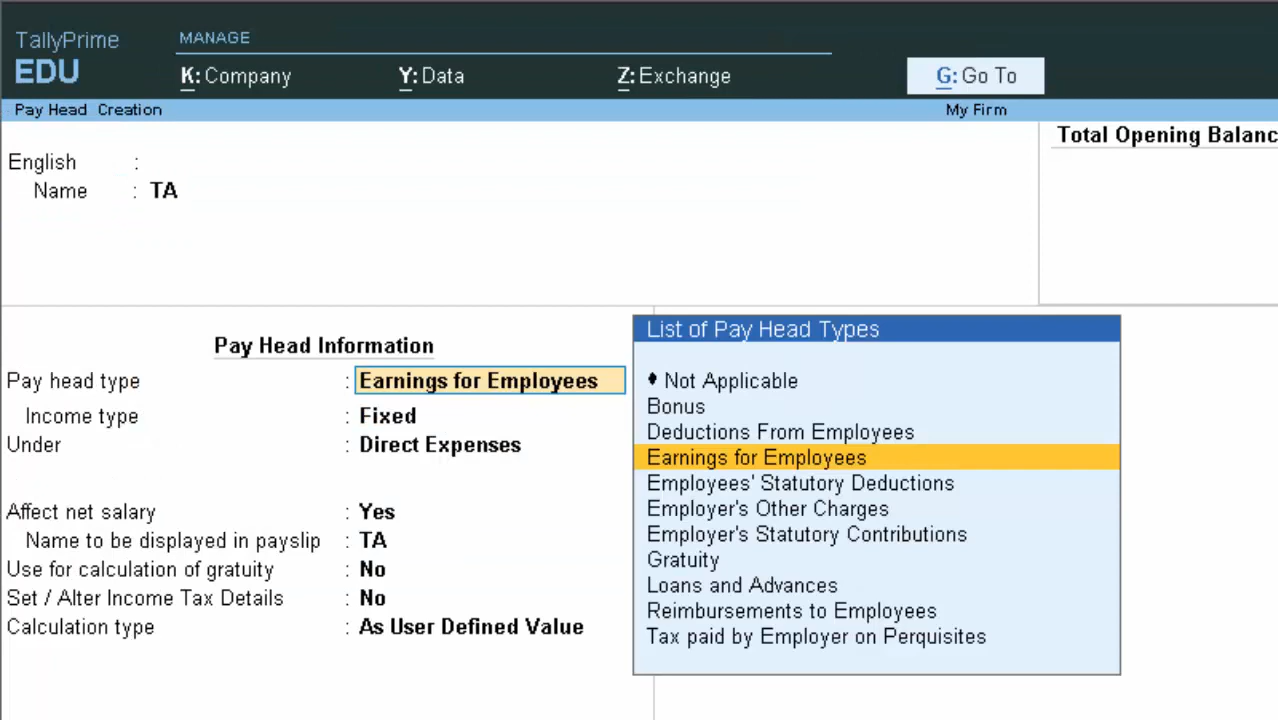 TallyPrime
EDU
MANAGE
K: Company
Y: Data
Z: Exchange
G: Go To
Pay Head Creation
My Firm
English :
Name : TA
Total Opening Balanc
Pay Head Information
Pay head type : Earnings for Employees
Income type : Fixed
Under : Direct Expenses
Affect net salary : Yes
Name to be displayed in payslip : TA
Use for calculation of gratuity : No
Set / Alter Income Tax Details : No
Calculation type : As User Defined Value
List of Pay Head Types
♦ Not Applicable
Bonus
Deductions From Employees
Earnings for Employees
Employees' Statutory Deductions
Employer's Other Charges
Employer's Statutory Contributions
Gratuity
Loans and Advances
Reimbursements to Employees
Tax paid by Employer on Perquisites